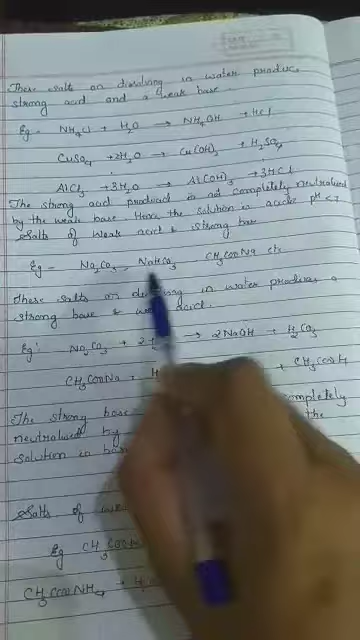 These salts on dissolving in water produce
strong acid and a weak base.
Eg - NH₄Cl + H₂O → NH₄OH + HCl
CuSO₄ + 2H₂O → Cu(OH)₂ + H₂SO₄
AlCl₃ + 3H₂O → Al(OH)₃ + 3HCl
The strong acid produced is not completely neutralised
by the weak base. Hence the solution is acidic pH <7
Salts of weak acid & strong base
Eg - Na₂CO₃, NaHCO₃ CH₃COONa etc
These salts on dissolving in water produces a
strong base & weak acid.
Eg: Na₂CO₃ + 2H → 2NaOH + H₂CO₃
CH₃COONa + H + CH₃COOH
The strong base completely
neutralised by the
solution is
Salts of
Eg CH₃COO
CH₃COONH₄ + H₂